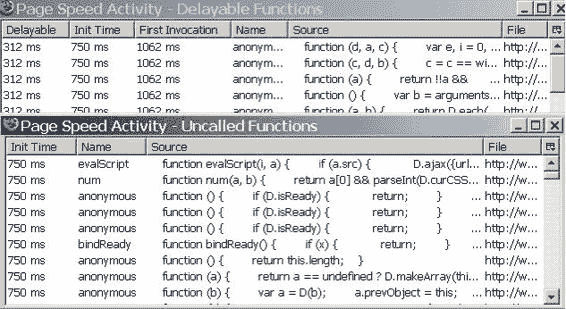 Page Speed Activity - Delayable Functions
Delayable Init Time First Invocation Name Source File
312 ms 750 ms 1062 ms anonym... function (d, a, c) { var e, i = 0, ... http://...
312 ms 750 ms 1062 ms anonym... function (c, d, b) { c = c == wi... http://...
312 ms 750 ms 1062 ms anonym... function (a) { return !!a && ... http://...
312 ms 750 ms 1062 ms anonym... function () { var b = arguments... http://...
312 ms 750 ms 1062 ms anonym... function (a, b) { return D.each( http://...
Page Speed Activity - Uncalled Functions
Init Time Name Source File
750 ms evalScript function evalScript(i, a) { if (a.src) { D.ajax({url... http://w...
750 ms num function num(a, b) { return a[0] && parseInt(D.curCSS... http://w...
750 ms anonymous function () { if (D.isReady) { return; } ... http://w...
750 ms anonymous function () { if (D.isReady) { return; } ... http://w...
750 ms bindReady function bindReady() { if (x) { return; } ... http://w...
750 ms anonymous function () { return this.length; } http://w...
750 ms anonymous function (a) { return a == undefined ? D.makeArray(thi... http://w...
750 ms anonymous function (b) { var a = D(b); a.prevObject = this; ... http://w...